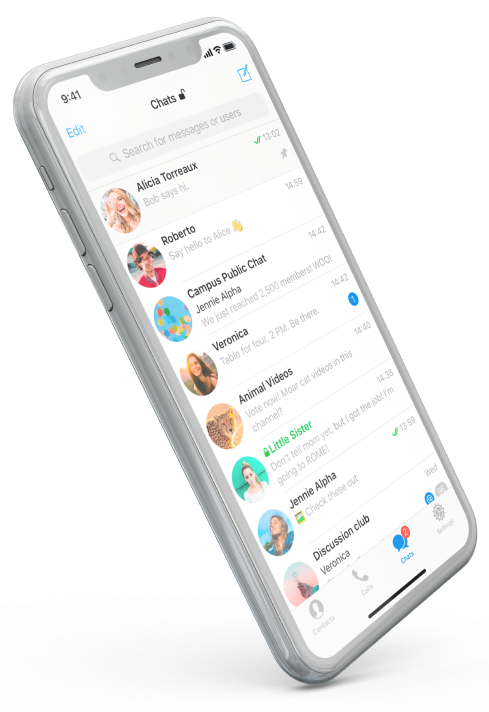 9:41
Edit
Chats
Search for messages or users
Alicia Torreaux
13:02
Bob says hi.
Roberto
14:59
Say hello to Alice 👋
Campus Public Chat
14:42
Jennie Alpha
We just reached 2,500 members! WOO!
Veronica
14:42
Table for four, 2 PM. Be there.
1
Animal Videos
14:40
Vote now! Moar cat videos in this
channel?
Little Sister
14:38
Don't tell mom yet, but I got the job! I'm
going to ROME!
Jennie Alpha
13:59
Check these out
Discussion club
Wed
Veronica
@
2
Contacts
Calls
Chats
Settings